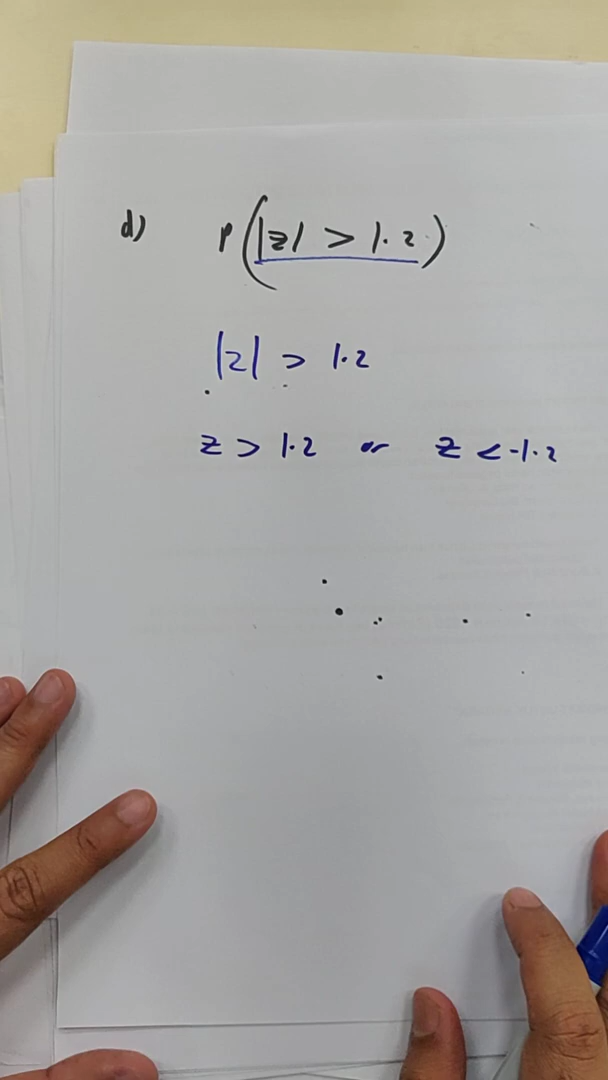 d) P(|z| > 1.2)
|z| > 1.2
z > 1.2 or z < -1.2